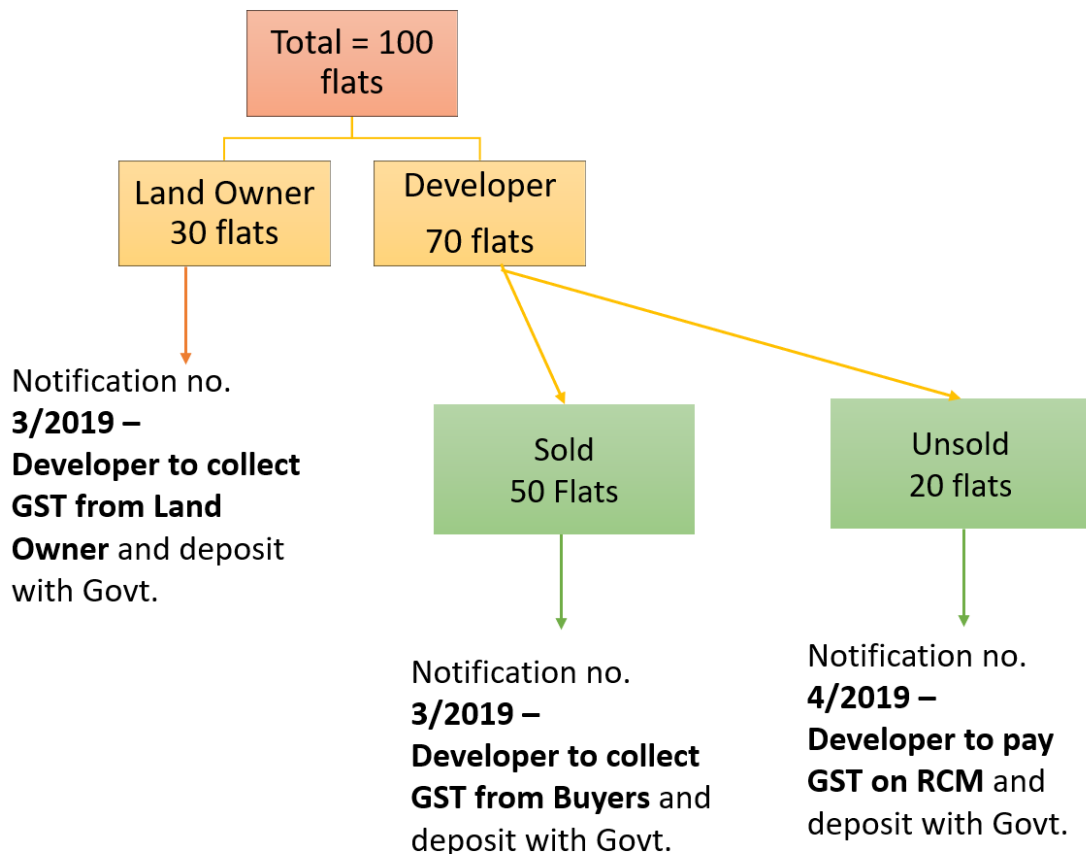 Total = 100
flats
Land Owner
30 flats
Developer
70 flats
Notification no.
3/2019 –
Developer to collect
GST from Land
Owner and deposit
with Govt.
Sold
50 Flats
Unsold
20 flats
Notification no.
3/2019 –
Developer to collect
GST from Buyers and
deposit with Govt.
Notification no.
4/2019 –
Developer to pay
GST on RCM and
deposit with Govt.